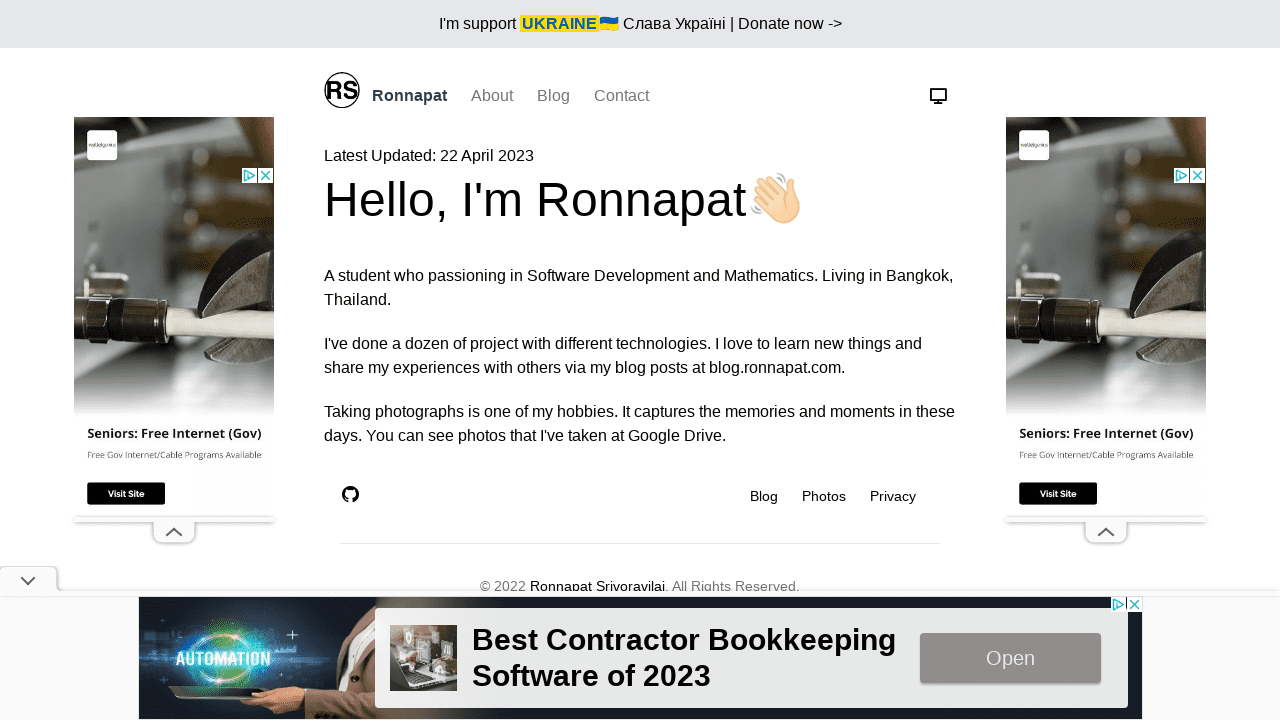 I'm support UKRAINE🇺🇦 Слава Україні | Donate now ->
RS Ronnapat About Blog Contact
Latest Updated: 22 April 2023
Hello, I'm Ronnapat👋🏼
A student who passioning in Software Development and Mathematics. Living in Bangkok,
Thailand.
I've done a dozen of project with different technologies. I love to learn new things and
share my experiences with others via my blog posts at blog.ronnapat.com.
Taking photographs is one of my hobbies. It captures the memories and moments in these
days. You can see photos that I've taken at Google Drive.
Blog Photos Privacy
© 2022 Ronnapat Srivoravilai. All Rights Reserved.
Seniors: Free Internet (Gov)
Free Gov Internet/Cable Programs Available
Visit Site
Seniors: Free Internet (Gov)
Free Gov Internet/Cable Programs Available
Visit Site
AUTOMATION
Best Contractor Bookkeeping
Software of 2023
Open